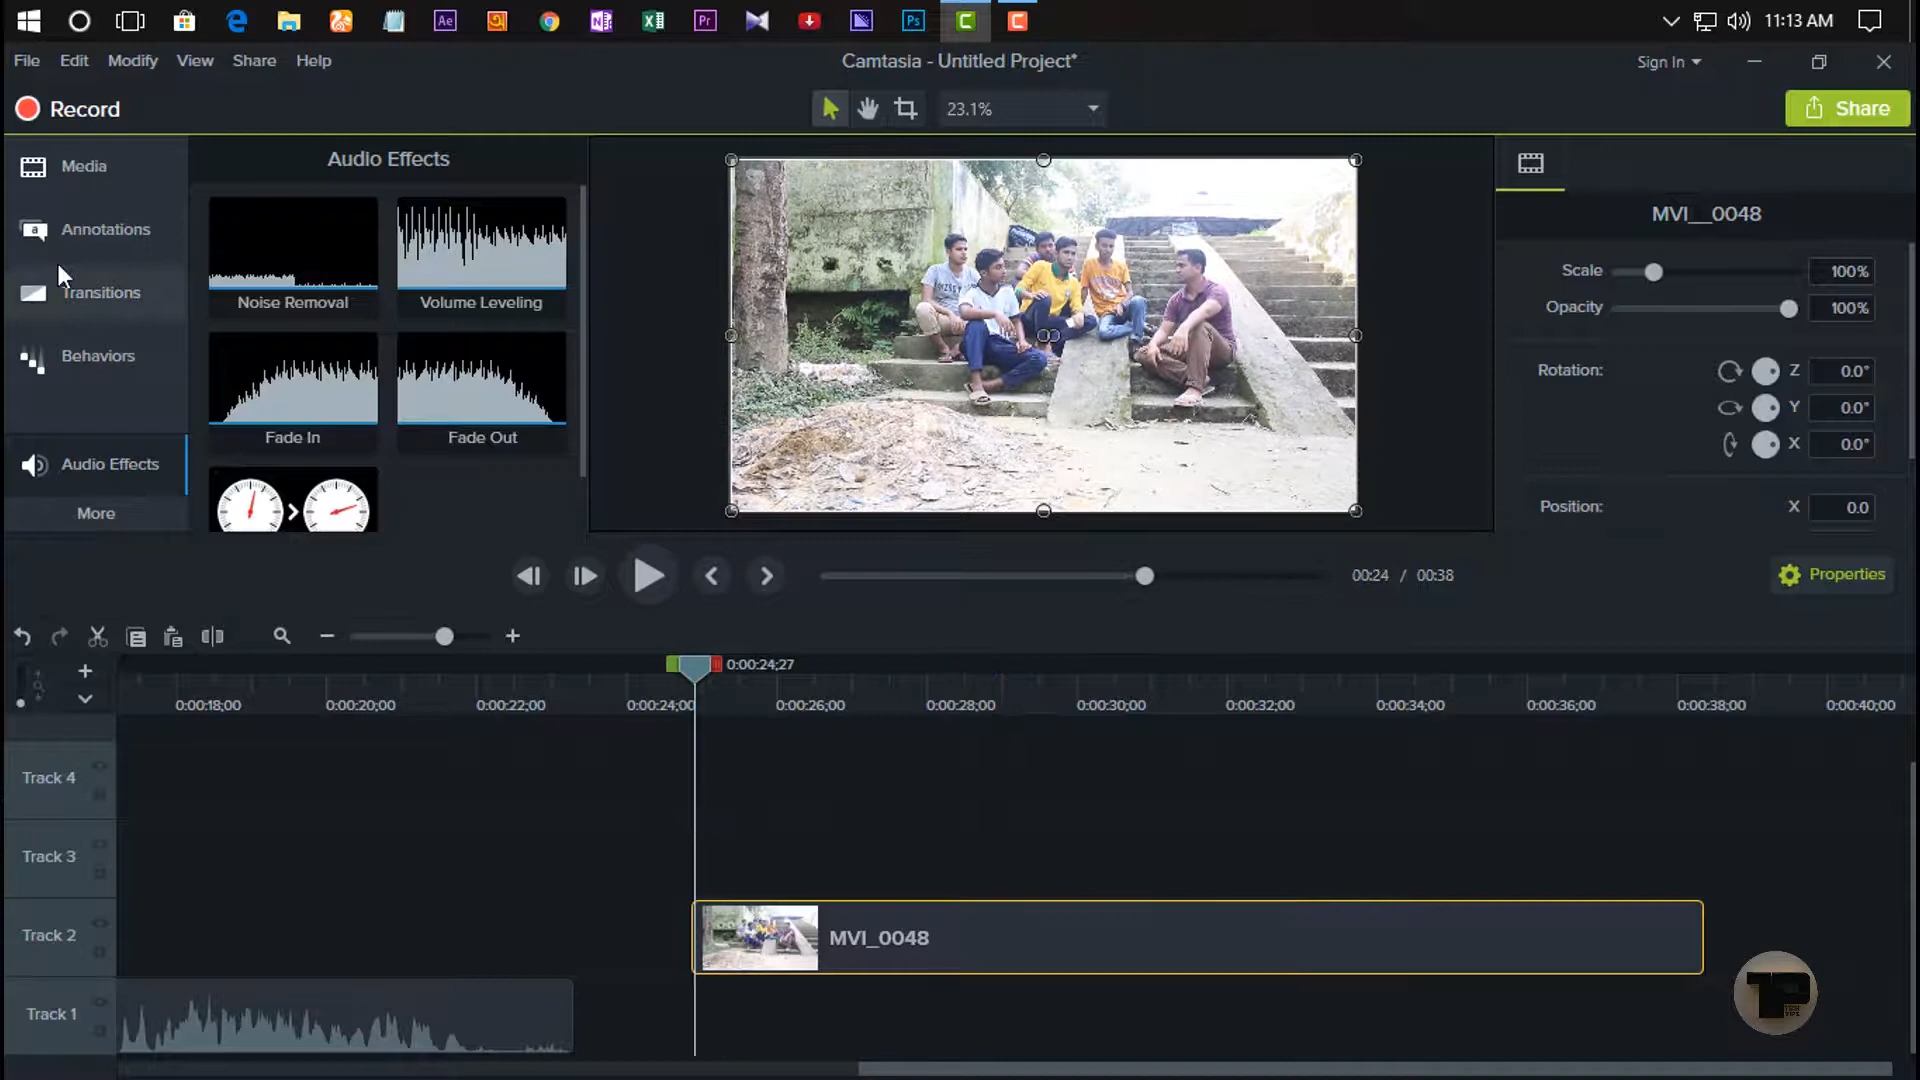 11:13 AM
File Edit Modify View Share Help
Camtasia - Untitled Project*
Sign In
Record
23.1%
Share
Media
Annotations
Transitions
Behaviors
Audio Effects
More
Audio Effects
Noise Removal
Volume Leveling
Fade In
Fade Out
MVI__0048
Scale 100%
Opacity 100%
Rotation: Z 0.0°
Y 0.0°
X 0.0°
Position: X 0.0
00:24 / 00:38
Properties
0:00:24;27
0:00:18;00 0:00:20;00 0:00:22;00 0:00:24;00 0:00:26;00 0:00:28;00 0:00:30;00 0:00:32;00 0:00:34;00 0:00:36;00 0:00:38;00 0:00:40;00
Track 4
Track 3
Track 2
MVI_0048
Track 1